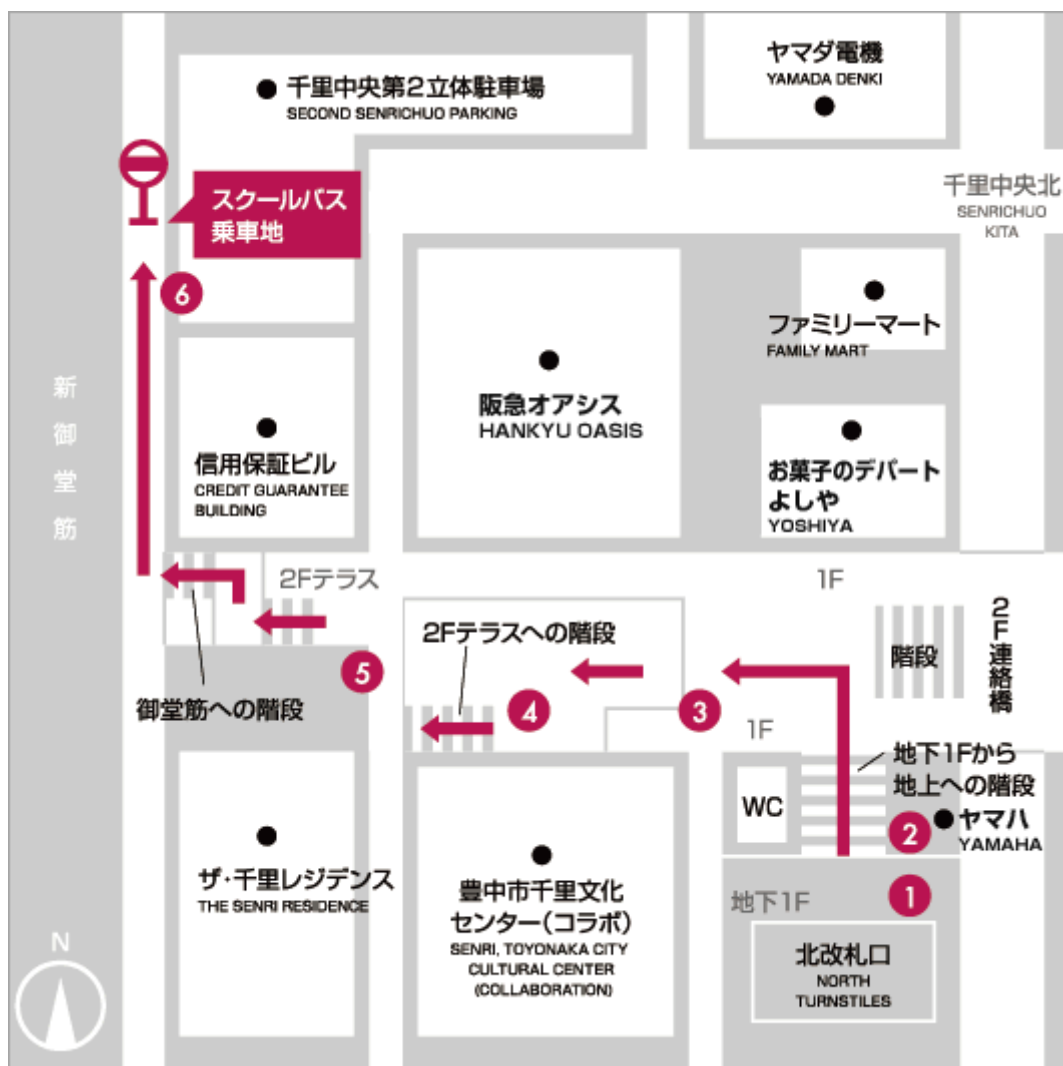 ヤマダ電機
YAMADA DENKI
千里中央第2立体駐車場
SECOND SENRICHUO PARKING
スクールバス
乗車地
千里中央北
SENRICHUO
KITA
6
ファミリーマート
FAMILY MART
新御堂筋
阪急オアシス
HANKYU OASIS
信用保証ビル
CREDIT GUARANTEE
BUILDING
お菓子のデパート
よしや
YOSHIYA
2Fテラス
1F
2F連絡橋
2Fテラスへの階段
階段
5
4
3
御堂筋への階段
1F
地下1Fから
地上への階段
WC
2
ヤマハ
YAMAHA
ザ・千里レジデンス
THE SENRI RESIDENCE
豊中市千里文化
センター(コラボ)
SENRI, TOYONAKA CITY
CULTURAL CENTER
(COLLABORATION)
地下1F
1
北改札口
NORTH
TURNSTILES
N